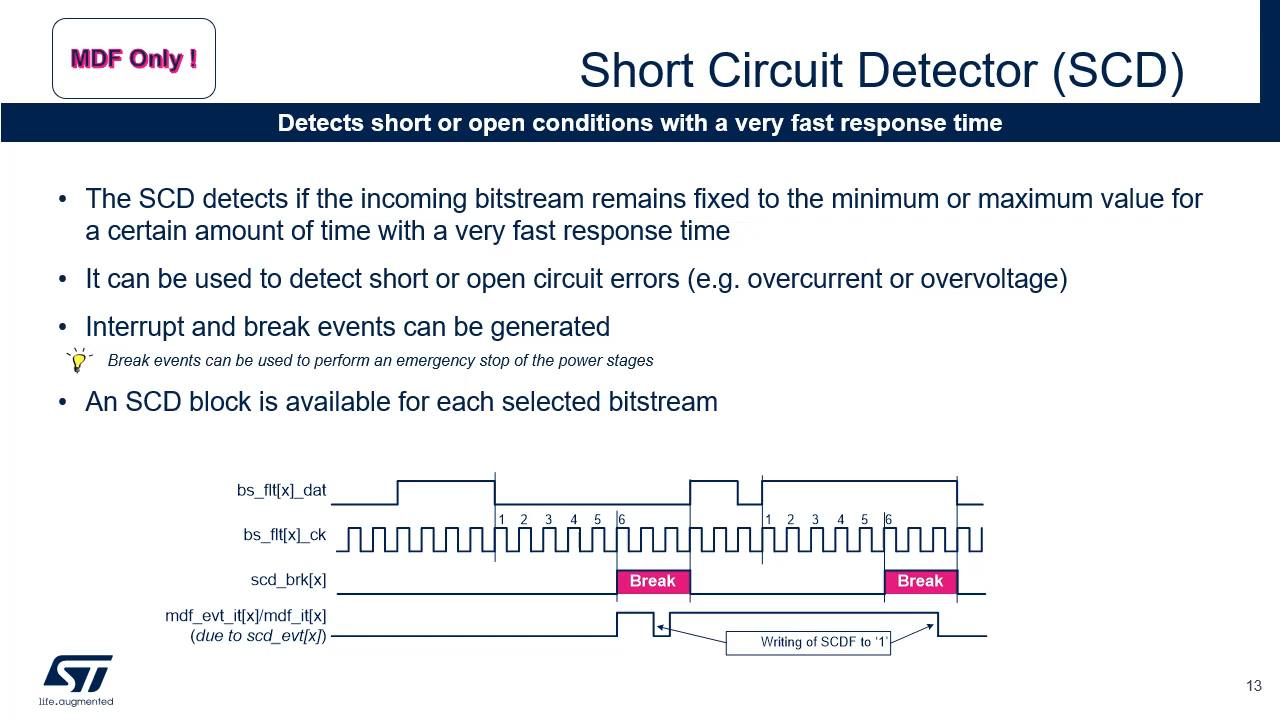 MDF Only !
Short Circuit Detector (SCD)
Detects short or open conditions with a very fast response time
• The SCD detects if the incoming bitstream remains fixed to the minimum or maximum value for
a certain amount of time with a very fast response time
• It can be used to detect short or open circuit errors (e.g. overcurrent or overvoltage)
• Interrupt and break events can be generated
Break events can be used to perform an emergency stop of the power stages
• An SCD block is available for each selected bitstream
bs_flt[x]_dat
1 2 3 4 5 6 1 2 3 4 5 6
bs_flt[x]_ck
scd_brk[x] Break Break
mdf_evt_it[x]/mdf_it[x]
(due to scd_evt[x])
Writing of SCDF to '1'
ST
life.augmented
13